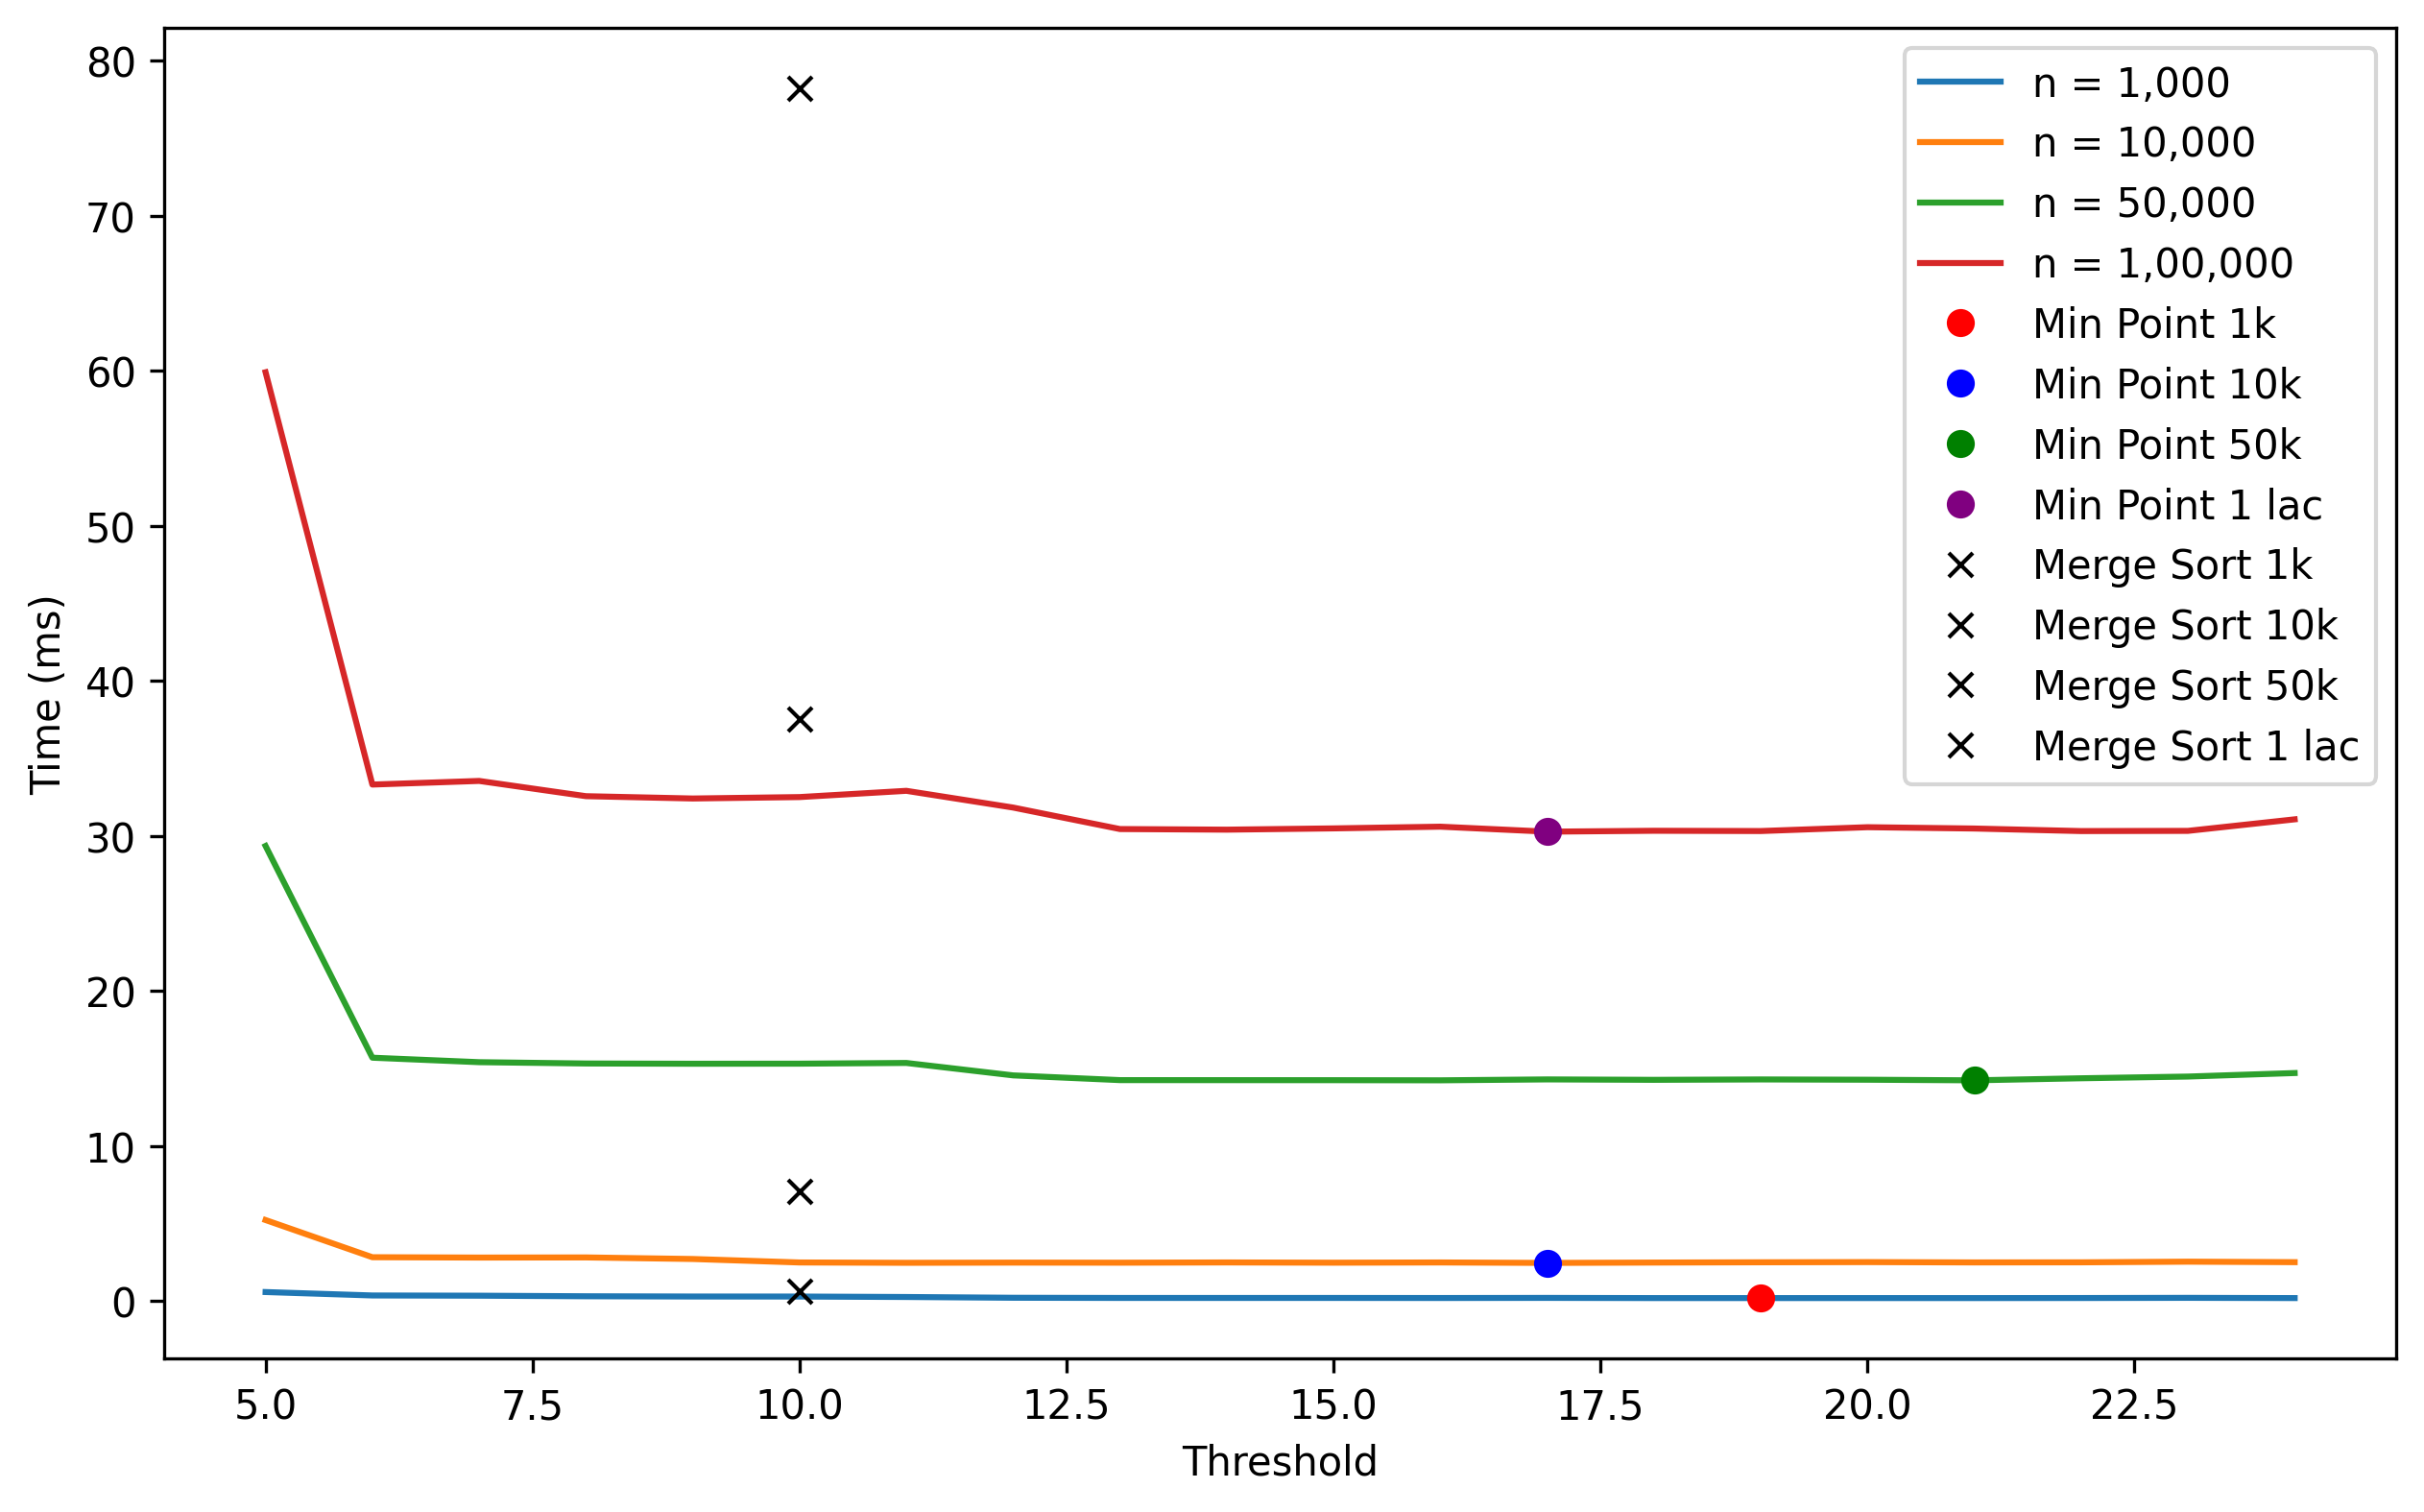 80
70
60
50
40
30
20
10
0
Time (ms)
5.0 7.5 10.0 12.5 15.0 17.5 20.0 22.5
Threshold
n = 1,000
n = 10,000
n = 50,000
n = 1,00,000
Min Point 1k
Min Point 10k
Min Point 50k
Min Point 1 lac
Merge Sort 1k
Merge Sort 10k
Merge Sort 50k
Merge Sort 1 lac